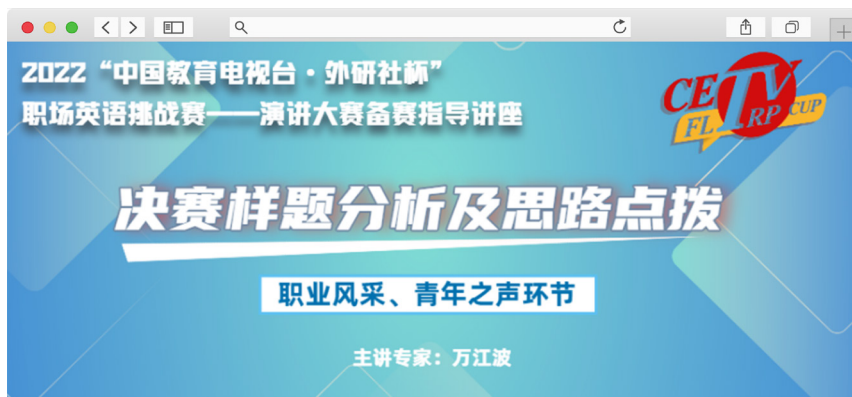 2022“中国教育电视台·外研社杯”
职场英语挑战赛——演讲大赛备赛指导讲座
CETV
FLTRP CUP
决赛样题分析及思路点拨
职业风采、青年之声环节
主讲专家：万江波